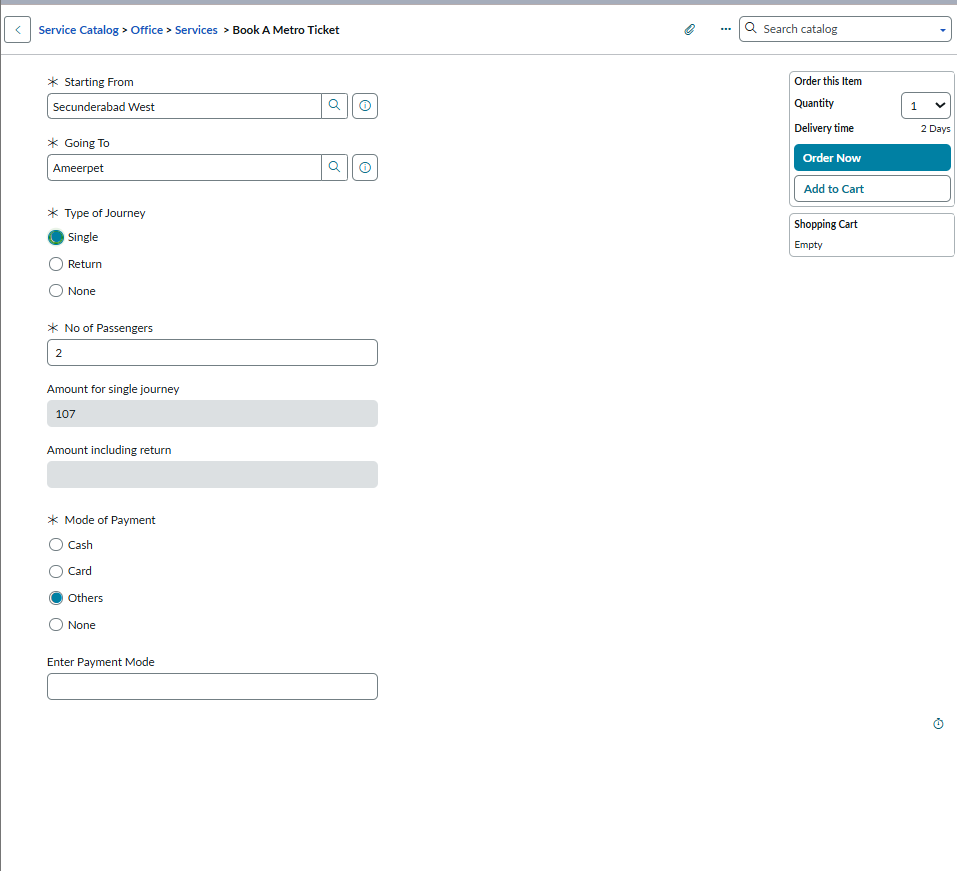 Service Catalog > Office > Services > Book A Metro Ticket
Search catalog
Starting From
Secunderabad West
Going To
Ameerpet
Type of Journey
Single
Return
None
No of Passengers
2
Amount for single journey
107
Amount including return
Mode of Payment
Cash
Card
Others
None
Enter Payment Mode
Order this Item
Quantity
1
Delivery time
2 Days
Order Now
Add to Cart
Shopping Cart
Empty